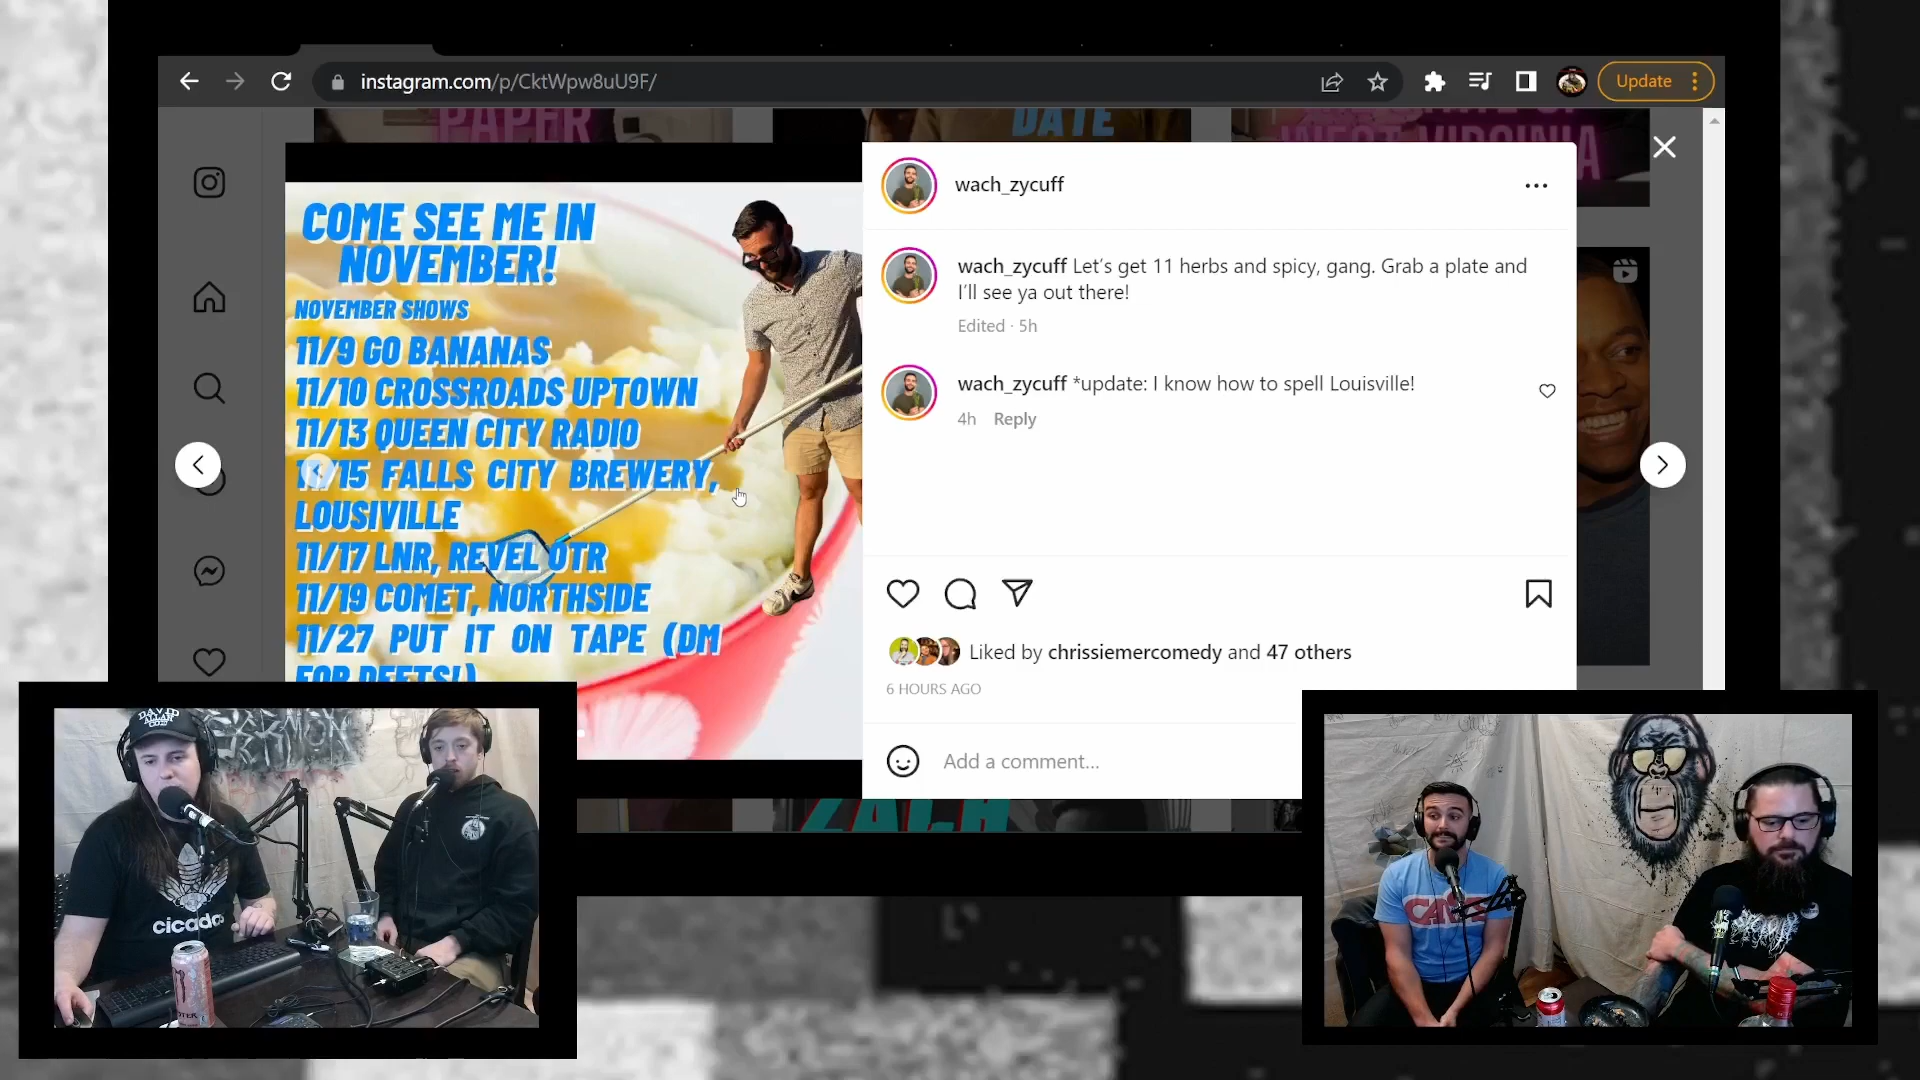 instagram.com/p/CktWpw8uU9F/
Update
PAPER
DATE
WEST VIRGINIA
COME SEE ME IN
NOVEMBER!
NOVEMBER SHOWS
11/9 GO BANANAS
11/10 CROSSROADS UPTOWN
11/13 QUEEN CITY RADIO
11/15 FALLS CITY BREWERY,
LOUSIVILLE
11/17 LNR, REVEL OTR
11/19 COMET, NORTHSIDE
11/27 PUT IT ON TAPE (DM
FOR DEETS!)
wach_zycuff
wach_zycuff Let's get 11 herbs and spicy, gang. Grab a plate and
I'll see ya out there!
Edited · 5h
wach_zycuff *update: I know how to spell Louisville!
4h Reply
Liked by chrissiemercomedy and 47 others
6 HOURS AGO
Add a comment...
ZACH
DAVID
ALLAN
cicadas